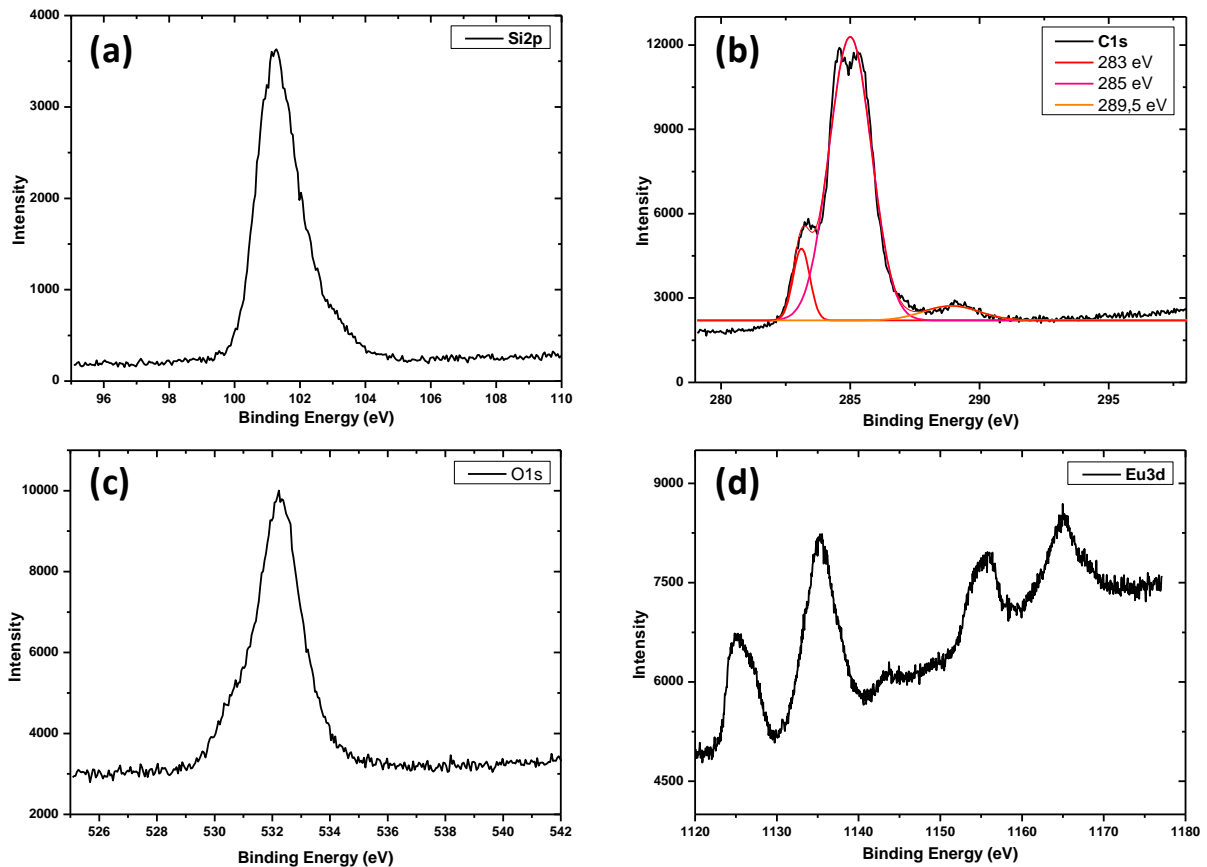 (a)
Si2p
Intensity
4000
3000
2000
1000
0
96 98 100 102 104 106 108 110
Binding Energy (eV)
(b)
C1s
283 eV
285 eV
289,5 eV
Intensity
12000
9000
6000
3000
0
280 285 290 295
Binding Energy (eV)
(c)
O1s
Intensity
10000
8000
6000
4000
2000
526 528 530 532 534 536 538 540 542
Binding Energy (eV)
(d)
Eu3d
Intensity
9000
7500
6000
4500
1120 1130 1140 1150 1160 1170 1180
Binding Energy (eV)